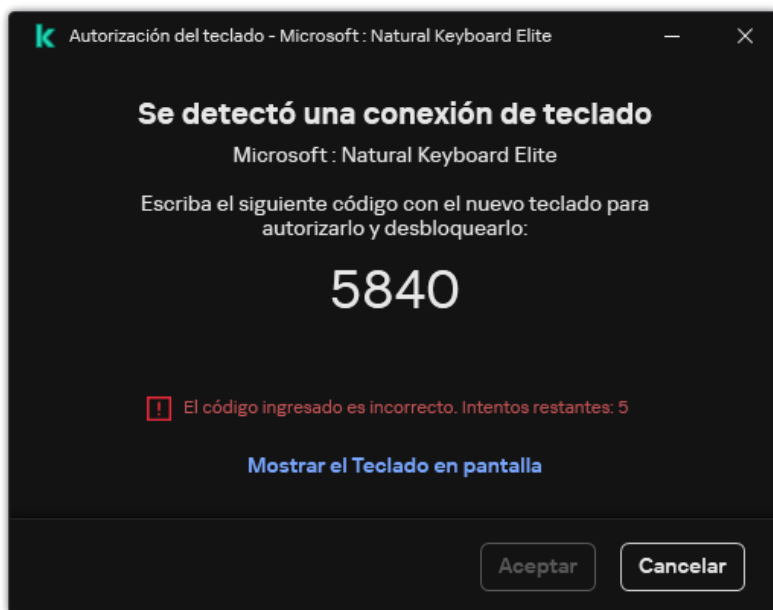 Autorización del teclado - Microsoft : Natural Keyboard Elite
Se detectó una conexión de teclado
Microsoft : Natural Keyboard Elite
Escriba el siguiente código con el nuevo teclado para
autorizarlo y desbloquearlo:
5840
El código ingresado es incorrecto. Intentos restantes: 5
Mostrar el Teclado en pantalla
Aceptar
Cancelar